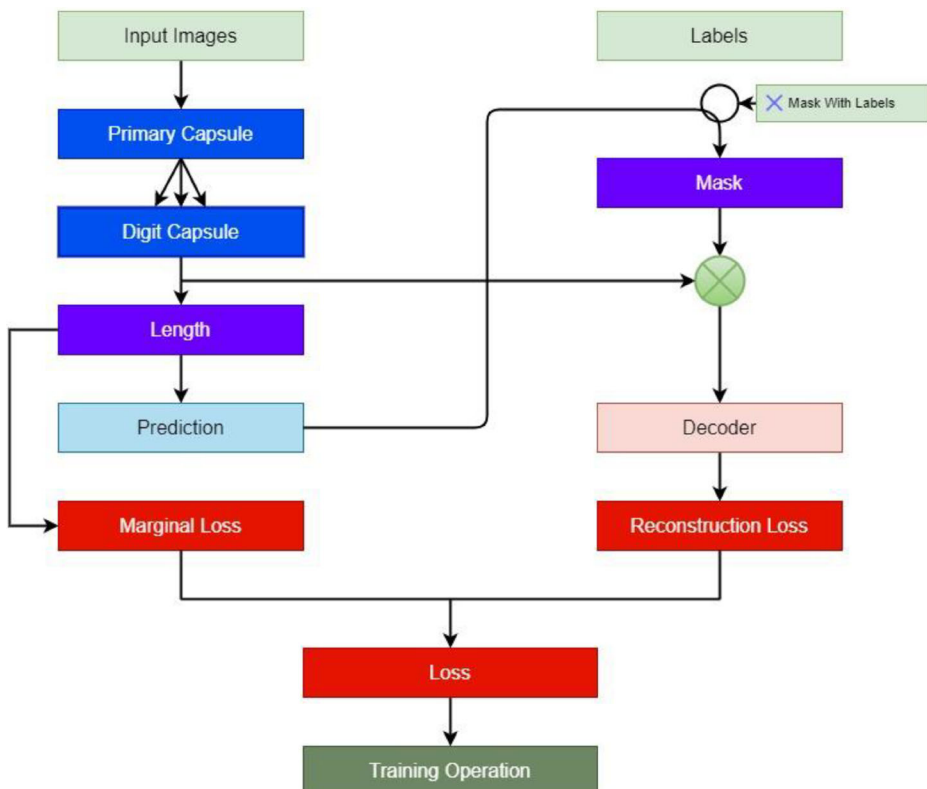 Input Images
Labels
Mask With Labels
Primary Capsule
Mask
Digit Capsule
Length
Prediction
Decoder
Marginal Loss
Reconstruction Loss
Loss
Training Operation